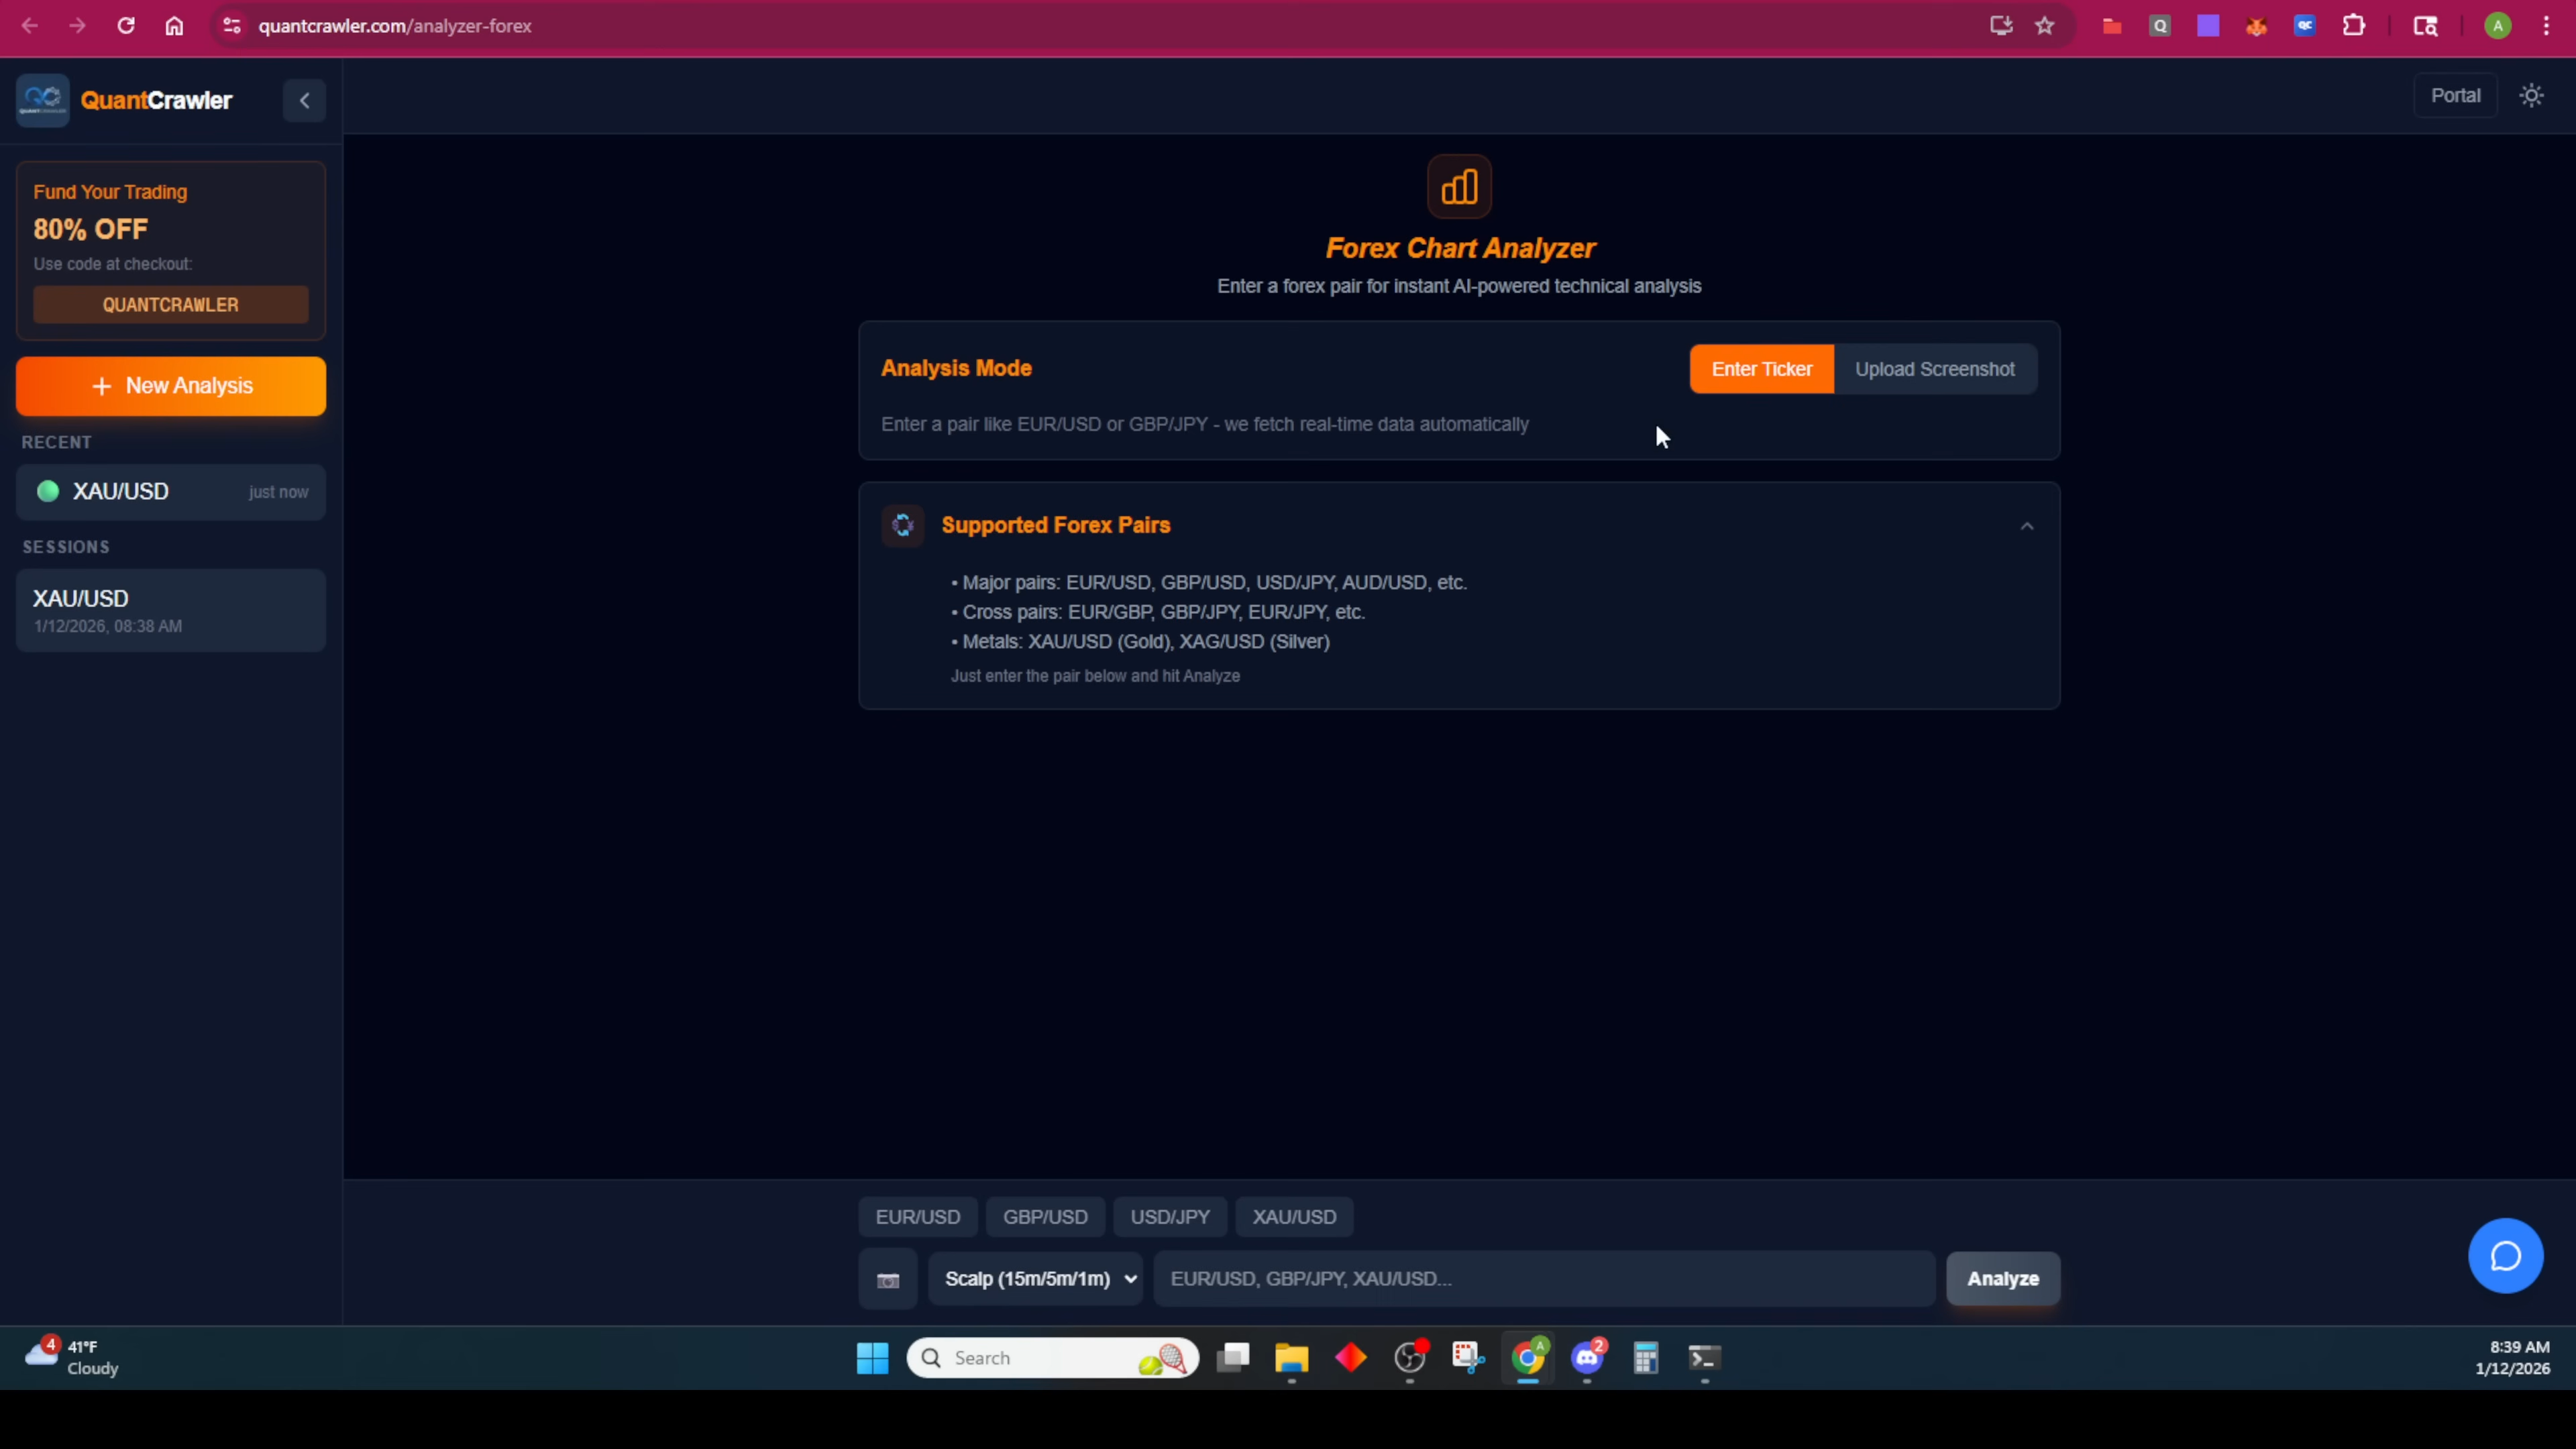 quantcrawler.com/analyzer-forex
QuantCrawler
Portal
Fund Your Trading
80% OFF
Use code at checkout:
QUANTCRAWLER
+ New Analysis
RECENT
XAU/USD just now
SESSIONS
XAU/USD
1/12/2026, 08:38 AM
Forex Chart Analyzer
Enter a forex pair for instant AI-powered technical analysis
Analysis Mode
Enter Ticker Upload Screenshot
Enter a pair like EUR/USD or GBP/JPY - we fetch real-time data automatically
Supported Forex Pairs
• Major pairs: EUR/USD, GBP/USD, USD/JPY, AUD/USD, etc.
• Cross pairs: EUR/GBP, GBP/JPY, EUR/JPY, etc.
• Metals: XAU/USD (Gold), XAG/USD (Silver)
Just enter the pair below and hit Analyze
EUR/USD GBP/USD USD/JPY XAU/USD
Scalp (15m/5m/1m) EUR/USD, GBP/JPY, XAU/USD... Analyze
4 41°F
Cloudy
Search
A
2
8:39 AM
1/12/2026